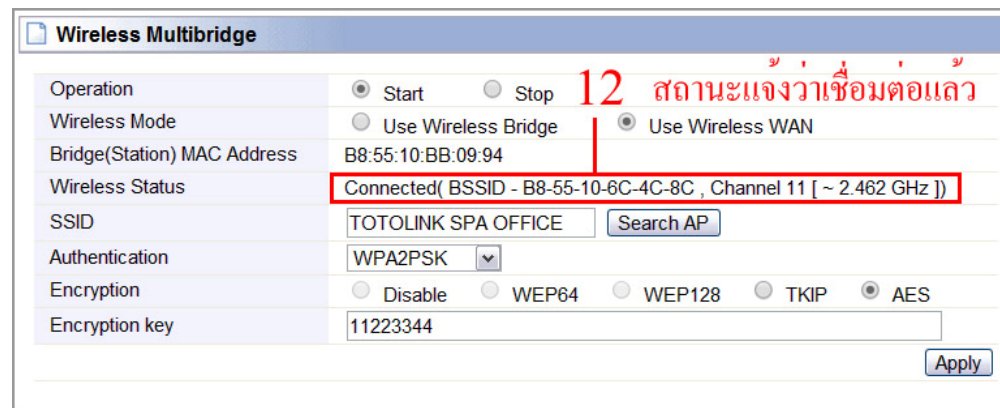 Wireless Multibridge
Operation Start Stop
12 สถานะแจ้งว่าเชื่อมต่อแล้ว
Wireless Mode Use Wireless Bridge Use Wireless WAN
Bridge(Station) MAC Address B8:55:10:BB:09:94
Wireless Status Connected( BSSID - B8-55-10-6C-4C-8C , Channel 11 [ ~ 2.462 GHz ])
SSID TOTOLINK SPA OFFICE Search AP
Authentication WPA2PSK
Encryption Disable WEP64 WEP128 TKIP AES
Encryption key 11223344
Apply